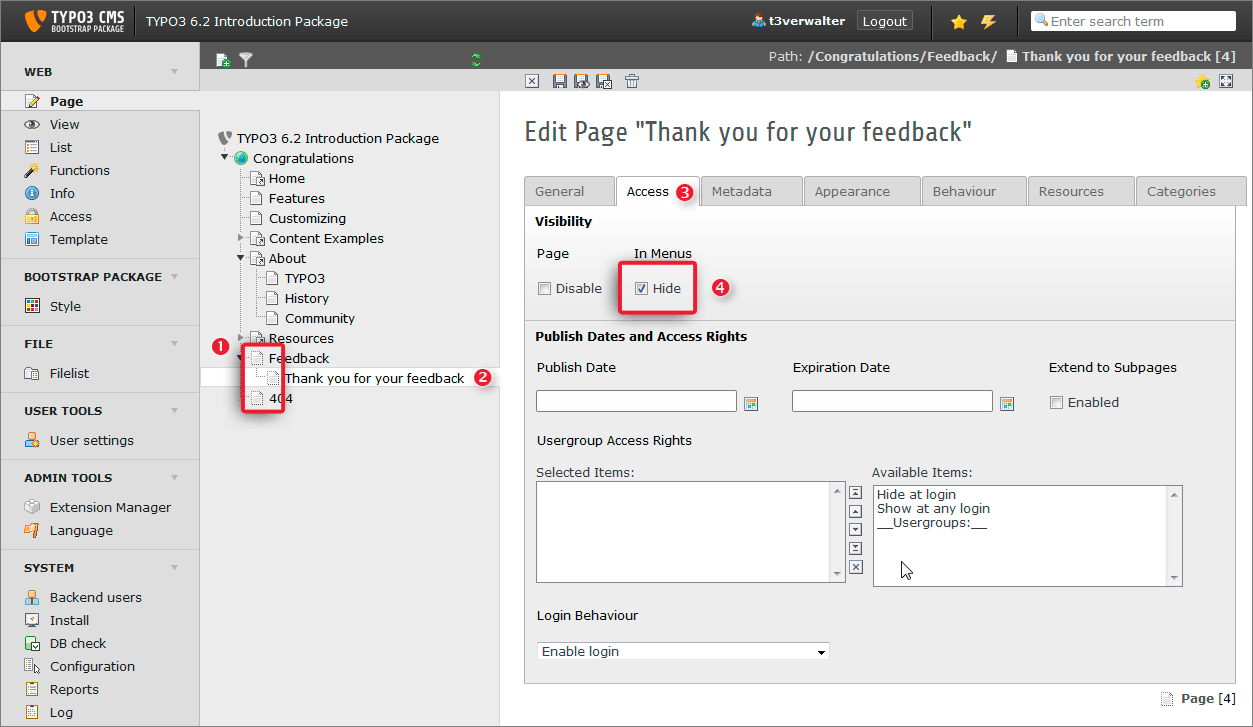 TYPO3 CMS
BOOTSTRAP PACKAGE
TYPO3 6.2 Introduction Package
t3verwalter
Logout
Enter search term
Path: /Congratulations/Feedback/ Thank you for your feedback [4]
WEB
Page
View
List
Functions
Info
Access
Template
BOOTSTRAP PACKAGE
Style
FILE
Filelist
USER TOOLS
User settings
ADMIN TOOLS
Extension Manager
Language
SYSTEM
Backend users
Install
DB check
Configuration
Reports
Log
TYPO3 6.2 Introduction Package
Congratulations
Home
Features
Customizing
Content Examples
About
TYPO3
History
Community
Resources
1
Feedback
Thank you for your feedback 2
404
Edit Page "Thank you for your feedback"
General Access 3 Metadata Appearance Behaviour Resources Categories
Visibility
Page In Menus
Disable Hide 4
Publish Dates and Access Rights
Publish Date Expiration Date Extend to Subpages
Enabled
Usergroup Access Rights
Selected Items: Available Items:
Hide at login
Show at any login
__Usergroups:__
Login Behaviour
Enable login
Page [4]